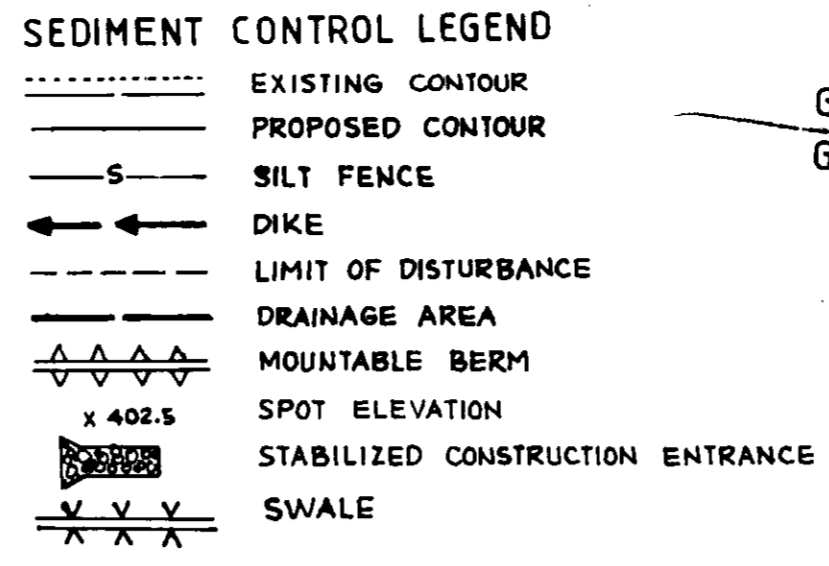 SEDIMENT CONTROL LEGEND
EXISTING CONTOUR
PROPOSED CONTOUR
S SILT FENCE
DIKE
LIMIT OF DISTURBANCE
DRAINAGE AREA
MOUNTABLE BERM
X 402.5 SPOT ELEVATION
STABILIZED CONSTRUCTION ENTRANCE
SWALE